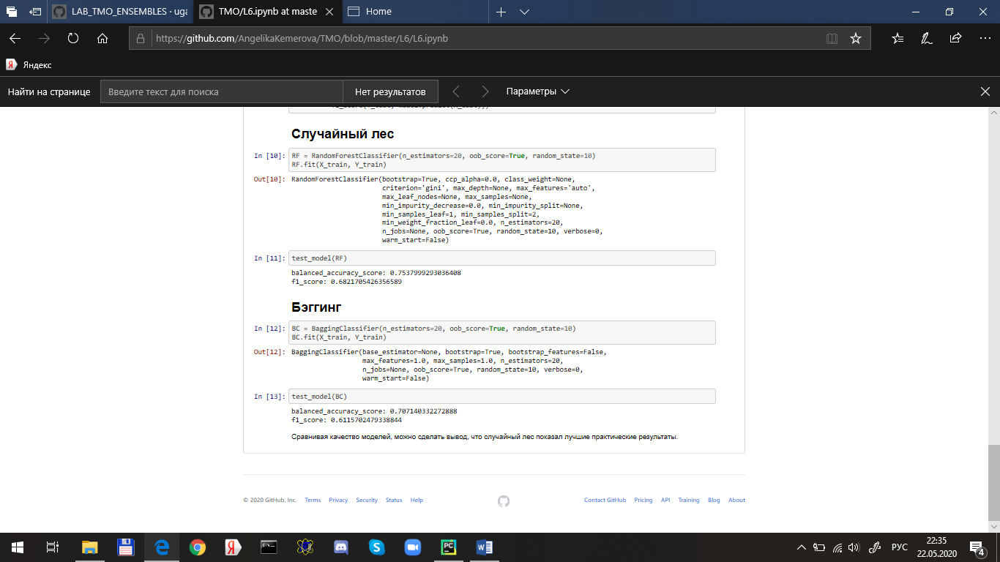 LAB_TMO_ENSEMBLES · uga
TMO/L6.ipynb at maste
Home
https://github.com/AngelikaKemerova/TMO/blob/master/L6/L6.ipynb
Яндекс
Найти на странице
Введите текст для поиска
Нет результатов
Параметры
Случайный лес
In [10]: RF = RandomForestClassifier(n_estimators=20, oob_score=True, random_state=10)
RF.fit(X_train, Y_train)
Out[10]: RandomForestClassifier(bootstrap=True, ccp_alpha=0.0, class_weight=None,
criterion='gini', max_depth=None, max_features='auto',
max_leaf_nodes=None, max_samples=None,
min_impurity_decrease=0.0, min_impurity_split=None,
min_samples_leaf=1, min_samples_split=2,
min_weight_fraction_leaf=0.0, n_estimators=20,
n_jobs=None, oob_score=True, random_state=10, verbose=0,
warm_start=False)
In [11]: test_model(RF)
balanced_accuracy_score: 0.7537999293036408
f1_score: 0.6821705426356589
Бэггинг
In [12]: BC = BaggingClassifier(n_estimators=20, oob_score=True, random_state=10)
BC.fit(X_train, Y_train)
Out[12]: BaggingClassifier(base_estimator=None, bootstrap=True, bootstrap_features=False,
max_features=1.0, max_samples=1.0, n_estimators=20,
n_jobs=None, oob_score=True, random_state=10, verbose=0,
warm_start=False)
In [13]: test_model(BC)
balanced_accuracy_score: 0.707140332272888
f1_score: 0.6115702479338844
Сравнивая качество моделей, можно сделать вывод, что случайный лес показал лучшие практические результаты.
© 2020 GitHub, Inc. Terms Privacy Security Status Help
Contact GitHub Pricing API Training Blog About
РУС
22:35
22.05.2020
4